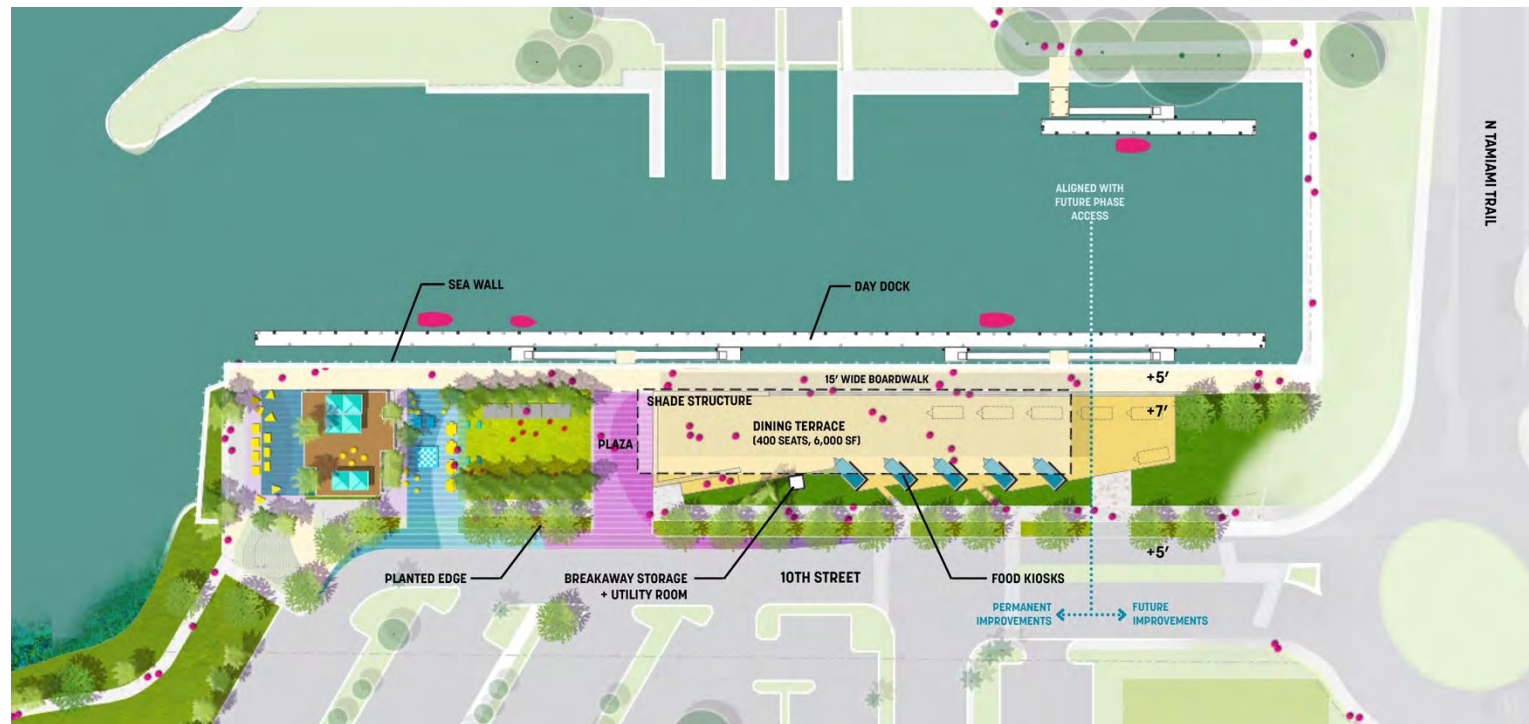 N TAMIAMI TRAIL
ALIGNED WITH
FUTURE PHASE
ACCESS
SEA WALL
DAY DOCK
15' WIDE BOARDWALK
+5'
SHADE STRUCTURE
+7'
DINING TERRACE
(400 SEATS, 6,000 SF)
PLAZA
+5'
PLANTED EDGE
BREAKAWAY STORAGE
+ UTILITY ROOM
10TH STREET
FOOD KIOSKS
PERMANENT
IMPROVEMENTS
FUTURE
IMPROVEMENTS